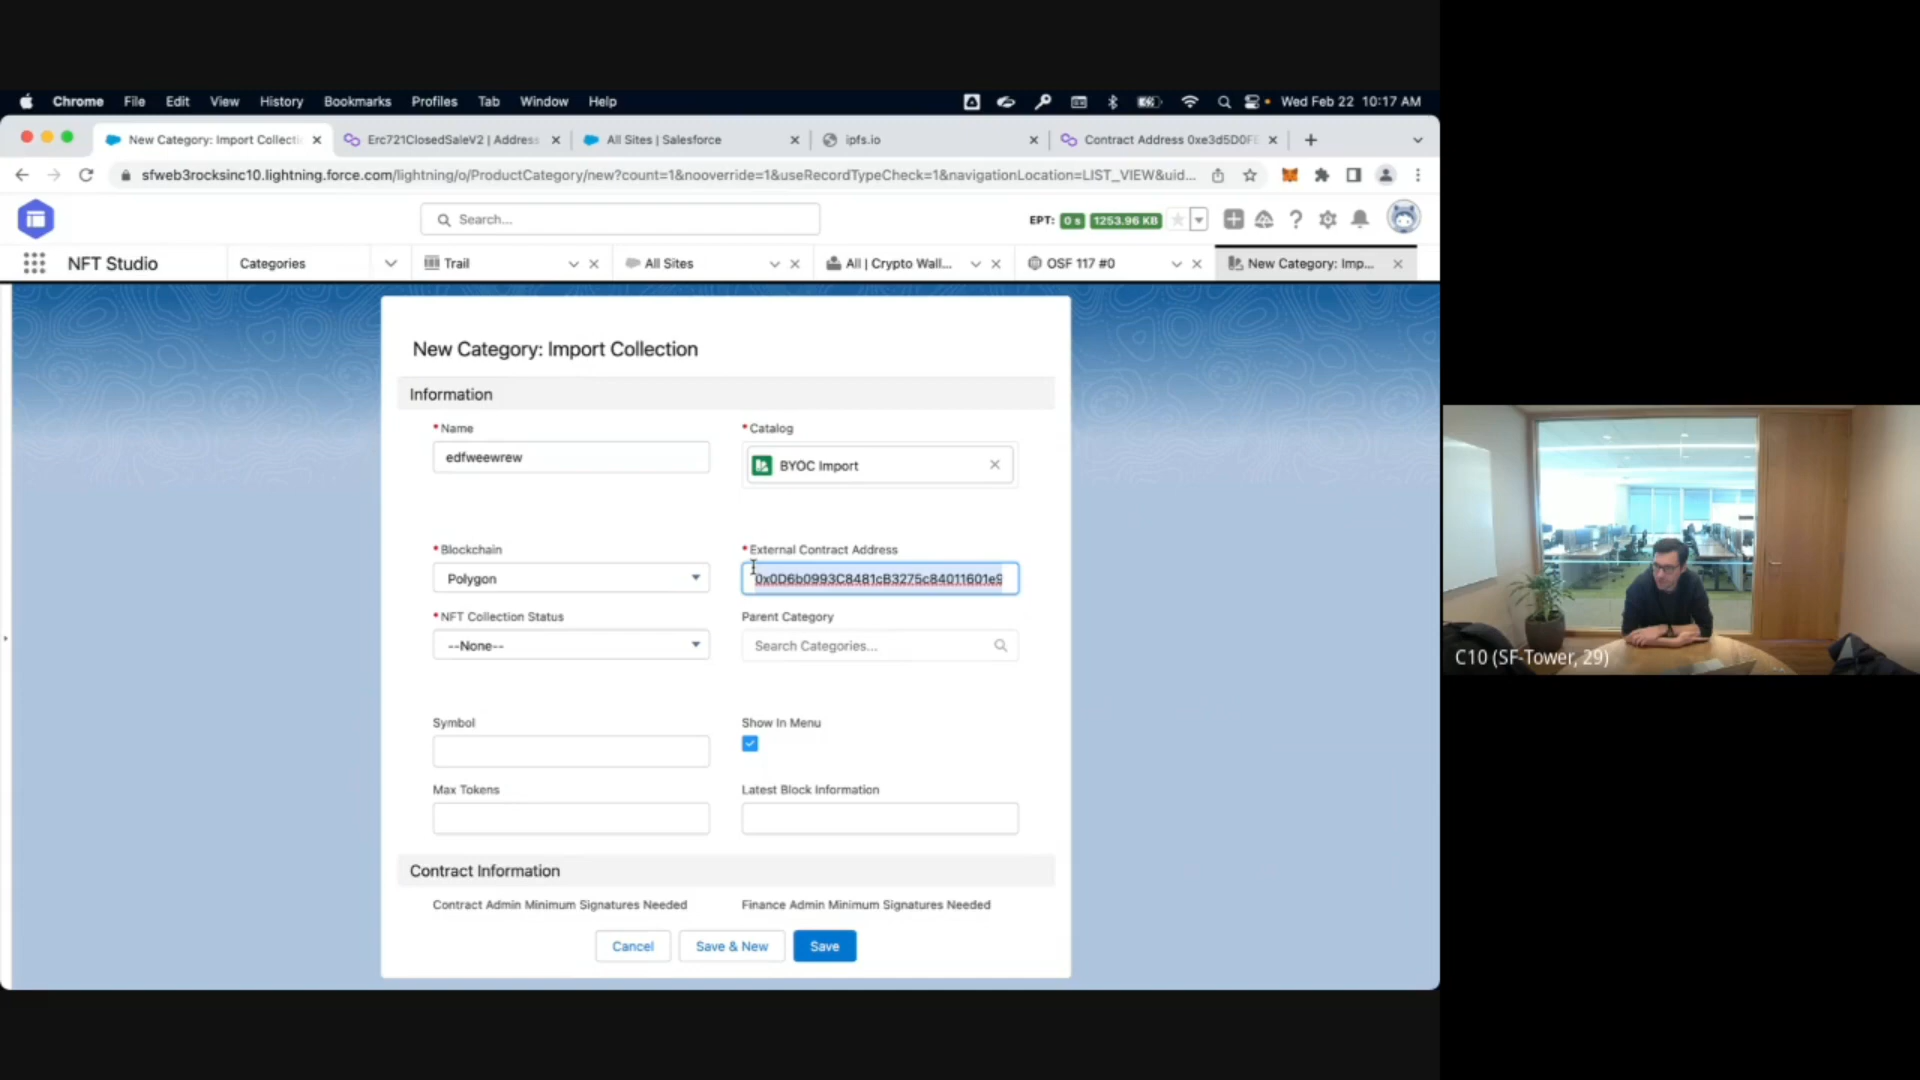 Chrome File Edit View History Bookmarks Profiles Tab Window Help Wed Feb 22 10:17 AM
New Category: Import Collecti Erc721ClosedSaleV2 | Address All Sites | Salesforce ipfs.io Contract Address 0xe3d5D0FE
sfweb3rocksinc10.lightning.force.com/lightning/o/ProductCategory/new?count=1&nooverride=1&useRecordTypeCheck=1&navigationLocation=LIST_VIEW&uid...
Search... EPT: 0 s 1253.96 KB
NFT Studio Categories Trail All Sites All | Crypto Wall... OSF 117 #0 New Category: Imp...
New Category: Import Collection
Information
*Name *Catalog
edfweewrew BYOC Import
*Blockchain *External Contract Address
Polygon 0x0D6b0993C8481cB3275c84011601e9
*NFT Collection Status Parent Category
--None-- Search Categories...
Symbol Show In Menu
Max Tokens Latest Block Information
Contract Information
Contract Admin Minimum Signatures Needed Finance Admin Minimum Signatures Needed
Cancel Save & New Save
C10 (SF-Tower, 29)